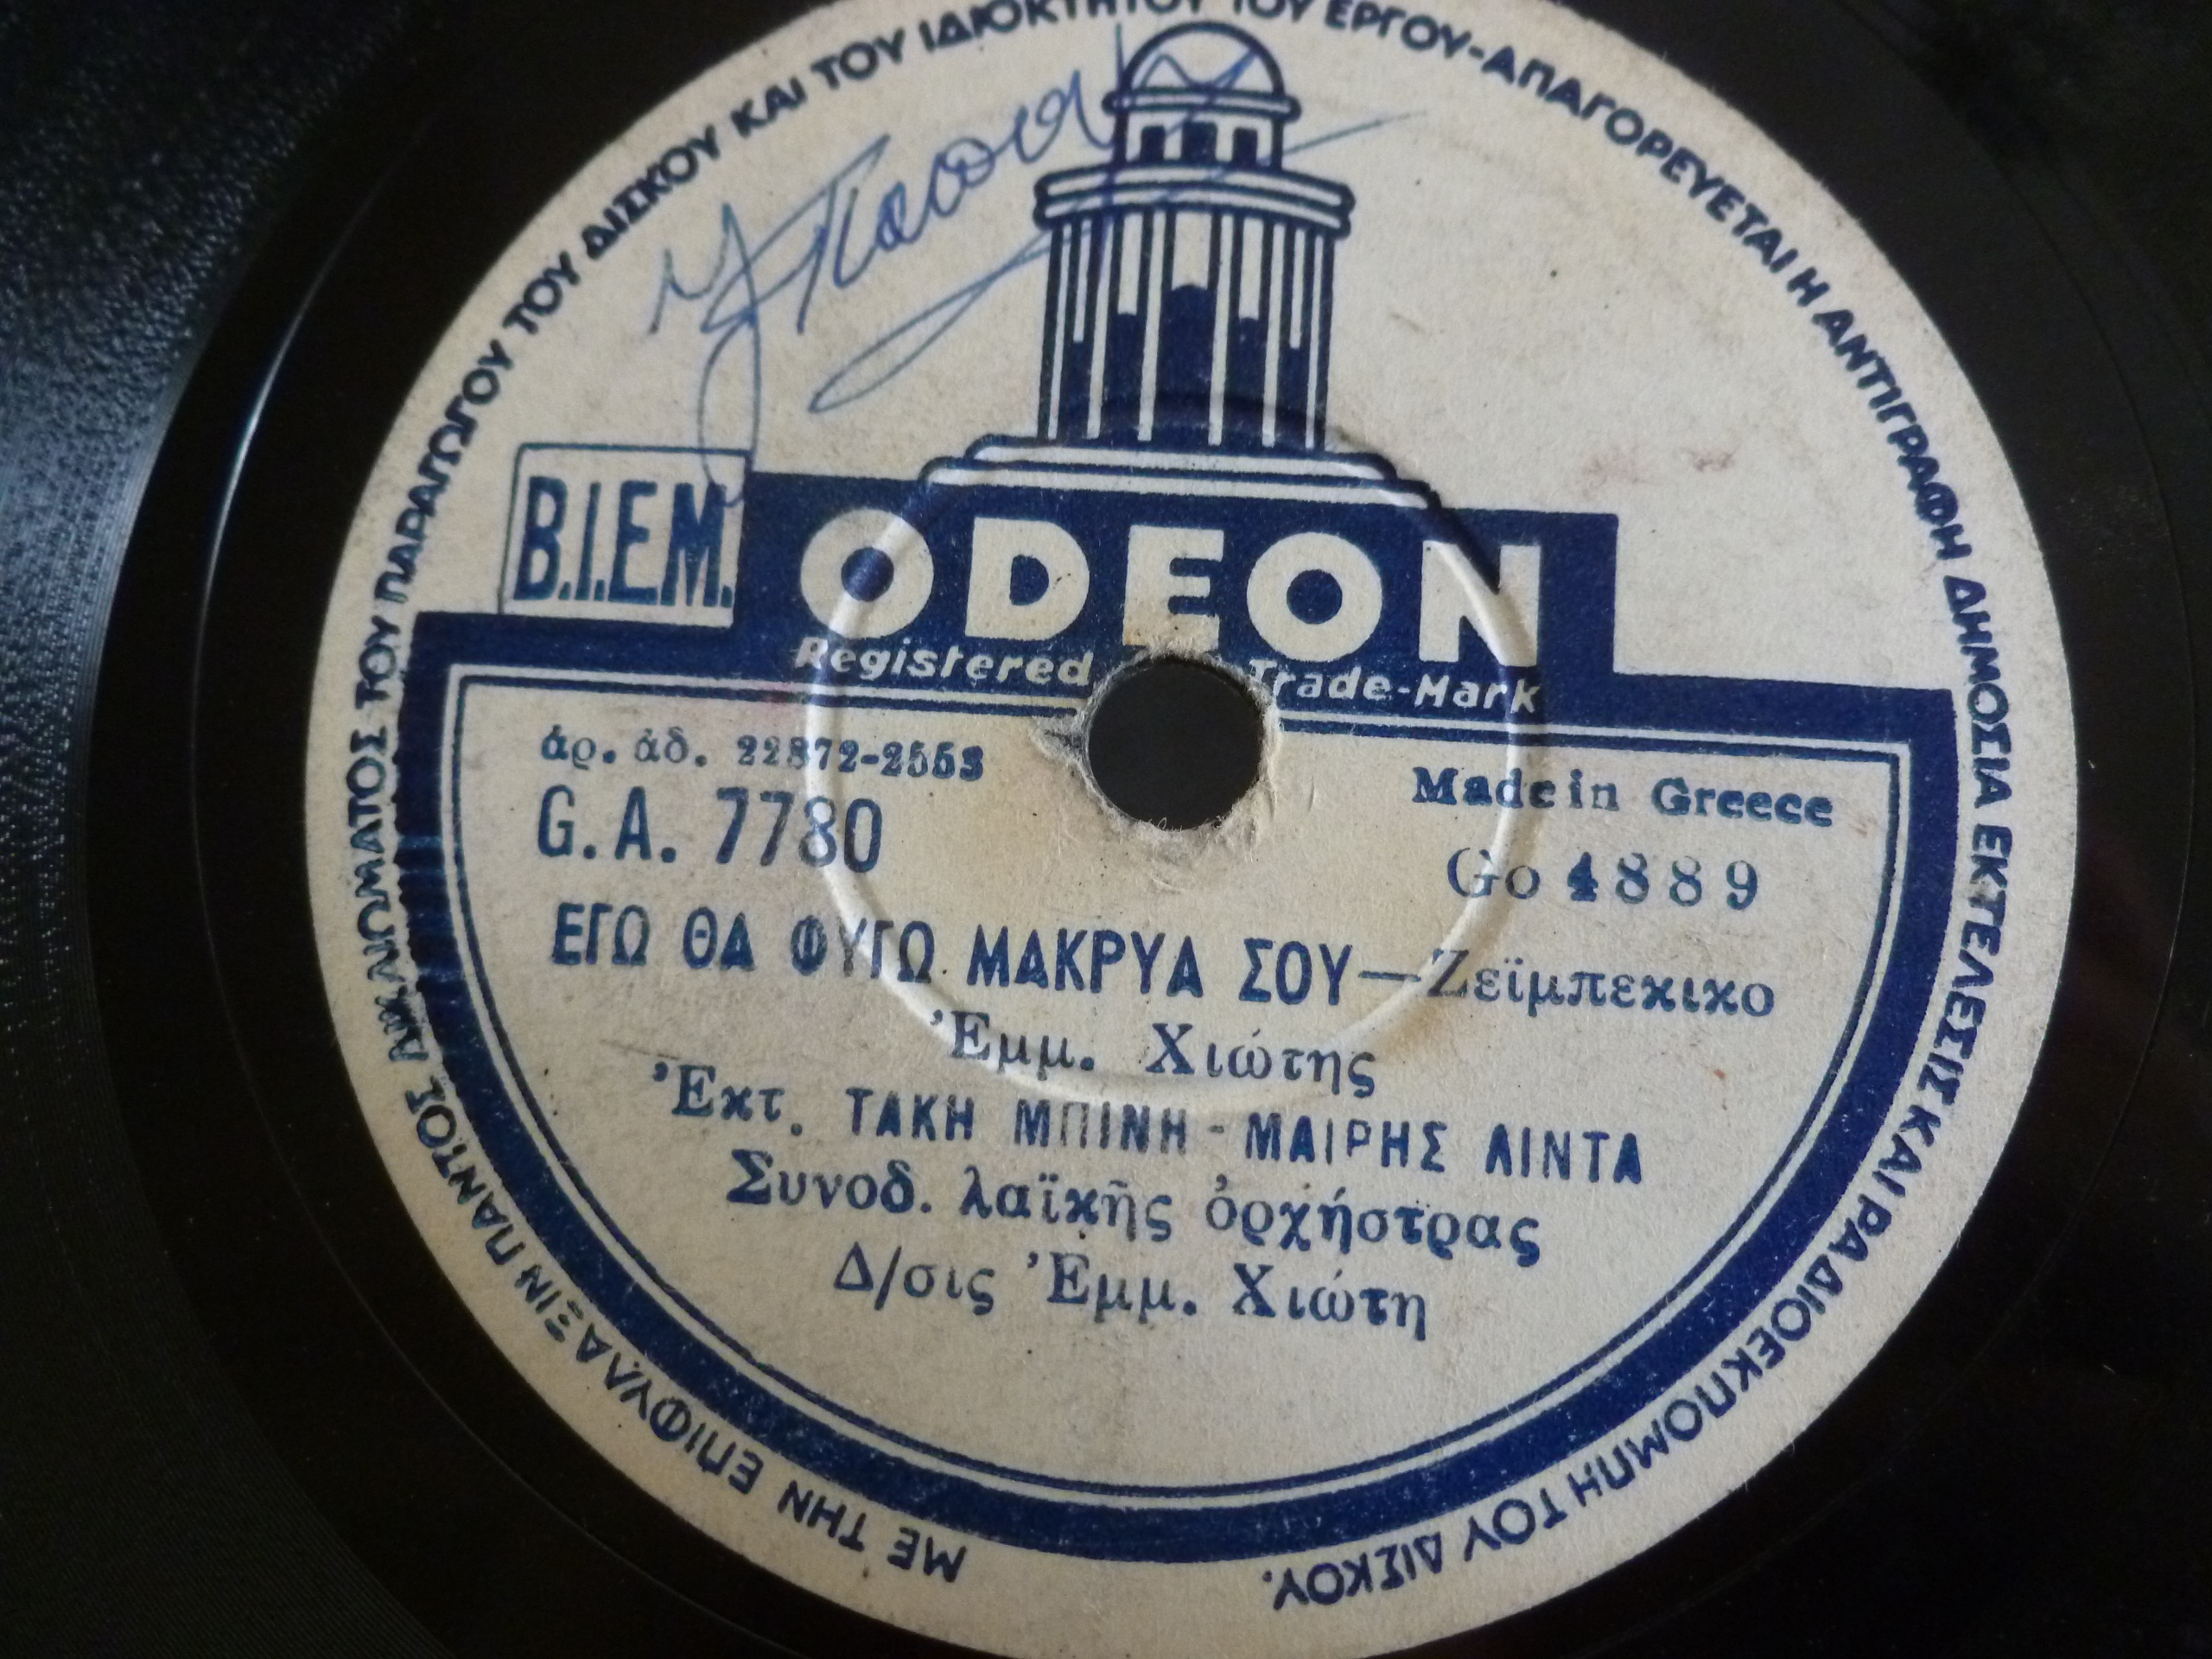 ΜΕ ΤΗΝ ΕΠΙΦΥΛΑΞΙΝ ΠΑΝΤΟΣ ΔΙΚΑΙΩΜΑΤΟΣ ΤΟΥ ΠΑΡΑΓΩΓΟΥ ΤΟΥ ΔΙΣΚΟΥ ΚΑΙ ΤΟΥ ΙΔΙΟΚΤΗΤΟΥ ΤΟΥ ΕΡΓΟΥ-ΑΠΑΓΟΡΕΥΕΤΑΙ Η ΑΝΤΙΓΡΑΦΗ ΔΗΜΟΣΙΑ ΕΚΤΕΛΕΣΙΣ ΚΑΙ ΡΑΔΙΟΕΚΠΟΜΠΗ ΤΟΥ ΔΙΣΚΟΥ.
B.I.E.M.
ODEON
Registered Trade-Mark
ἀρ. ἀδ. 22872-2553
Made in Greece
G.A. 7780
Go 4889
ΕΓΩ ΘΑ ΦΥΓΩ ΜΑΚΡΥΑ ΣΟΥ—Ζεϊμπεκικο
Ἐμμ. Χιώτης
Ἐκτ. ΤΑΚΗ ΜΠΙΝΗ - ΜΑΙΡΗΣ ΛΙΝΤΑ
Συνοδ. λαϊκῆς ὀρχήστρας
Δ/σις Ἐμμ. Χιώτη